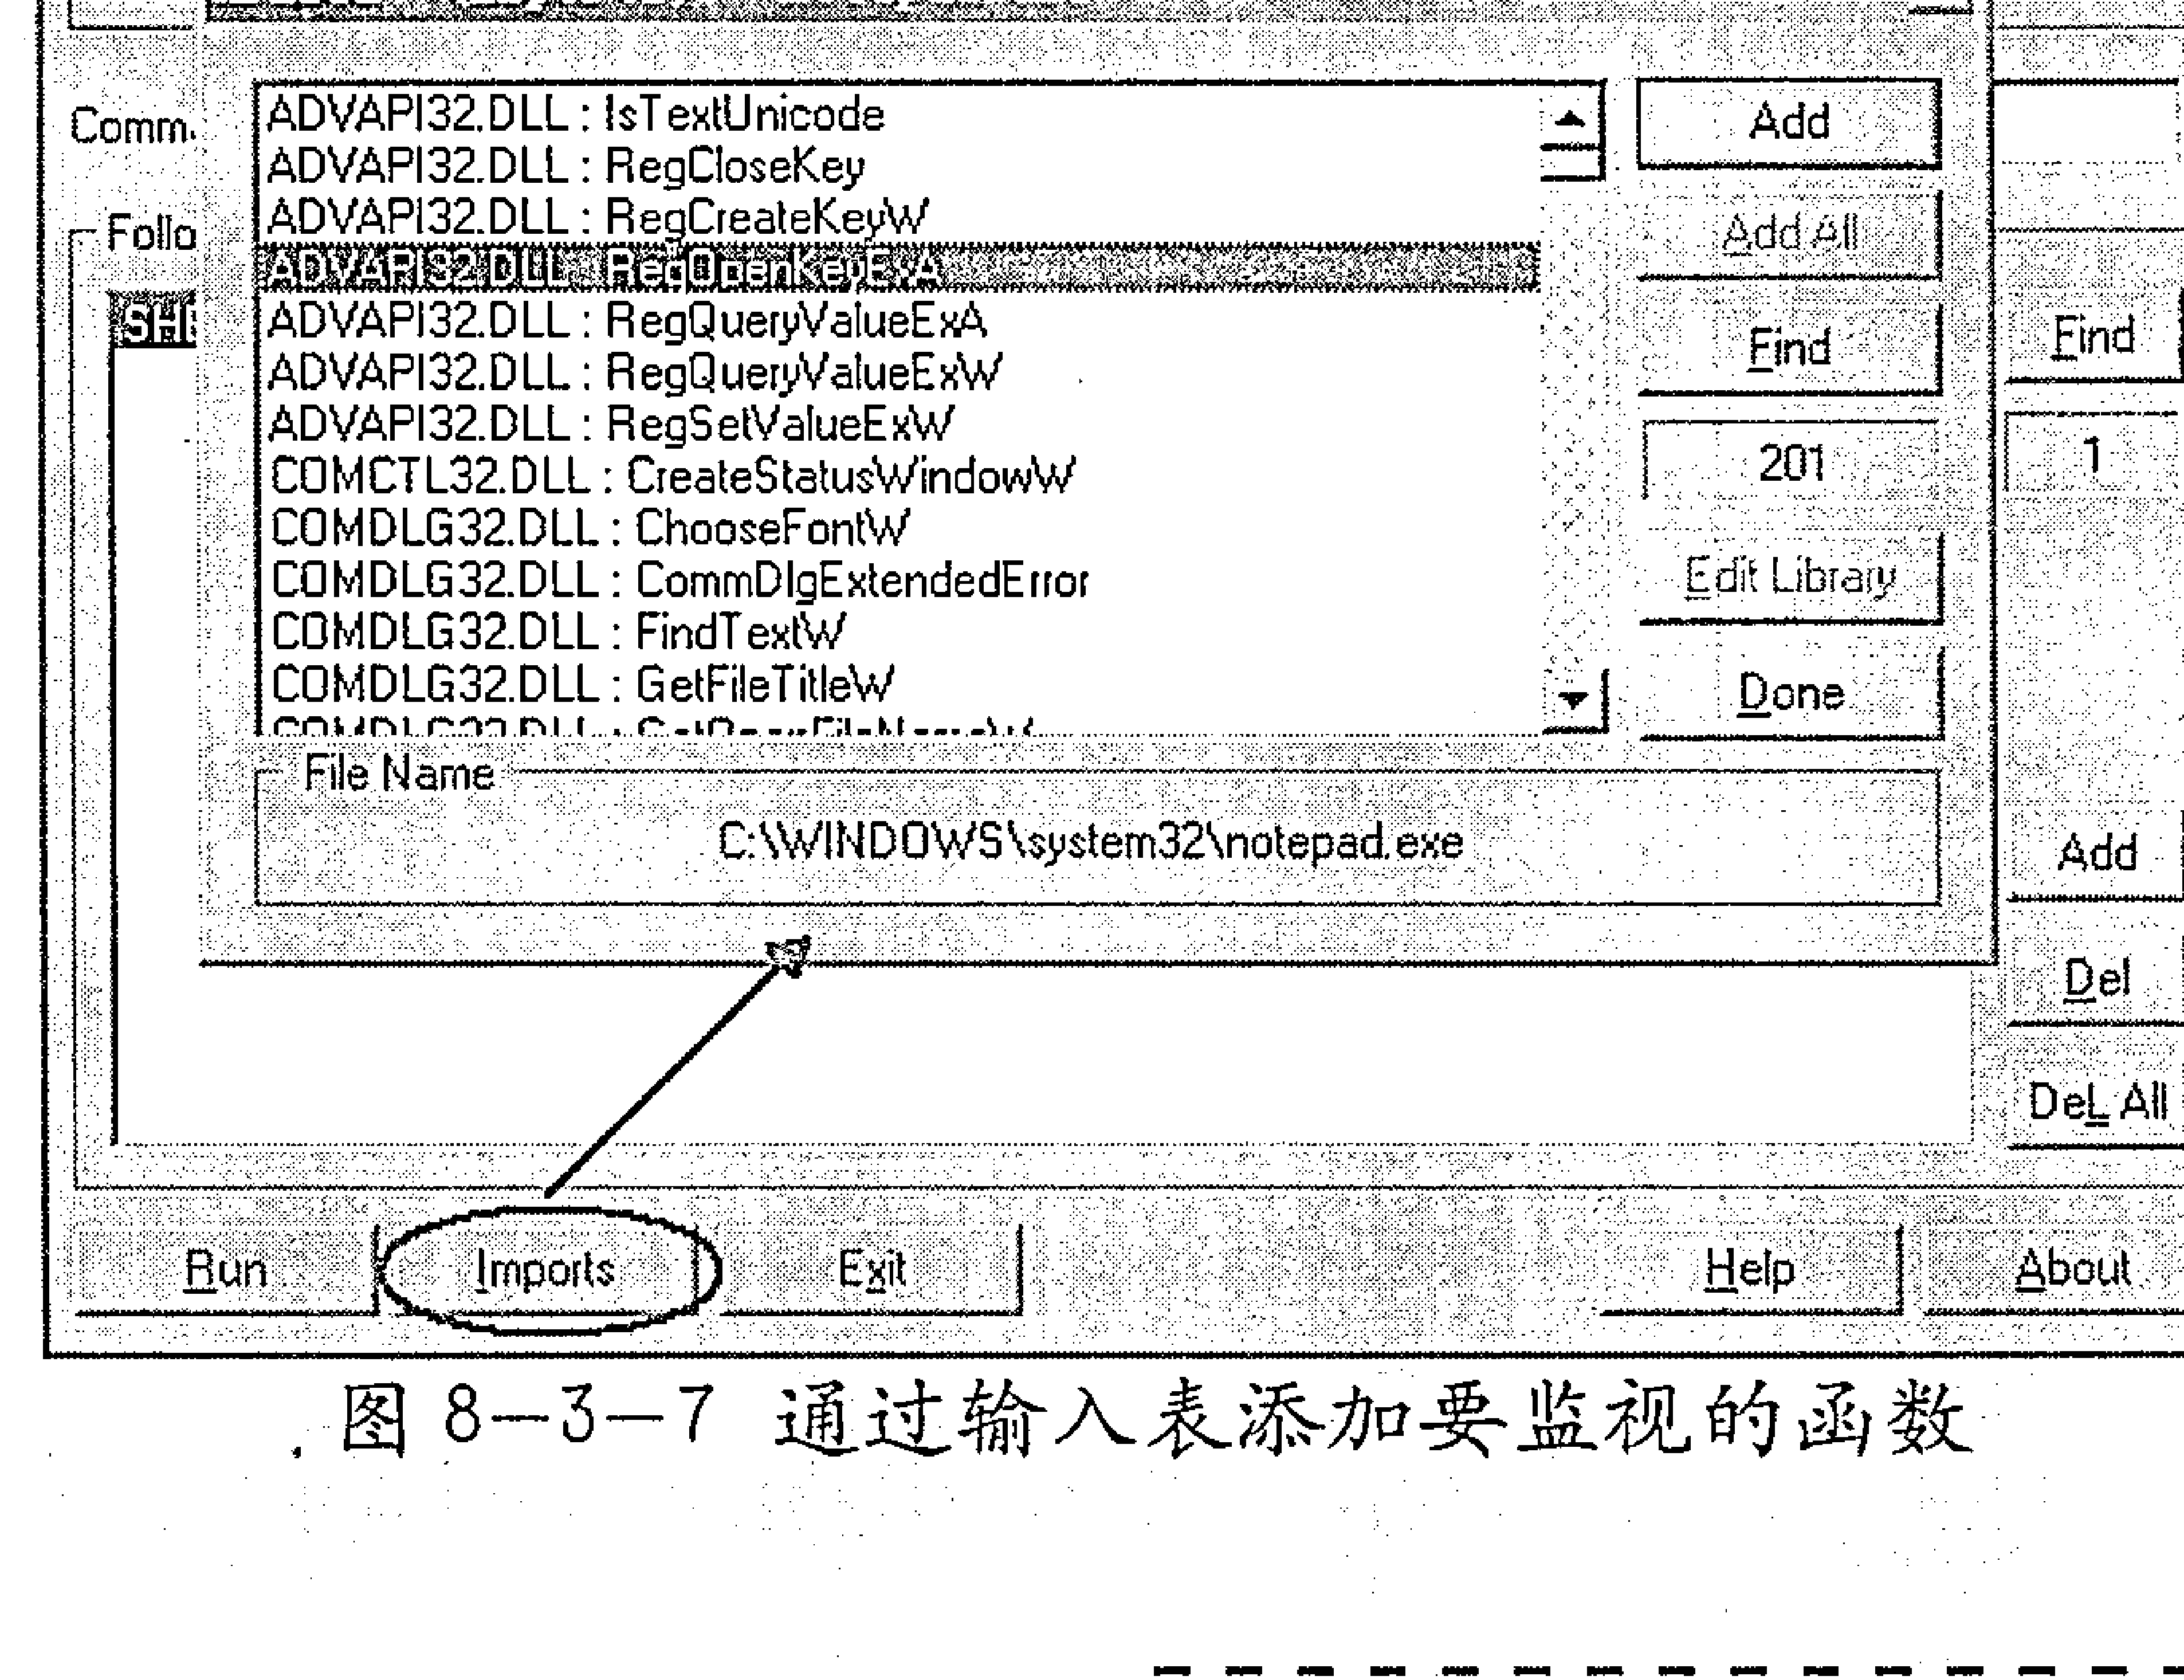 ADVAPI32.DLL : IsTextUnicode
ADVAPI32.DLL : RegCloseKey
ADVAPI32.DLL : RegCreateKeyW
ADVAPI32.DLL : RegOpenKeyExA
ADVAPI32.DLL : RegQueryValueExA
ADVAPI32.DLL : RegQueryValueExW
ADVAPI32.DLL : RegSetValueExW
COMCTL32.DLL : CreateStatusWindowW
COMDLG32.DLL : ChooseFontW
COMDLG32.DLL : CommDlgExtendedError
COMDLG32.DLL : FindTextW
COMDLG32.DLL : GetFileTitleW
Add
Add All
Find
201
Edit Library
Done
File Name
C:\WINDOWS\system32\notepad.exe
Comm
Follo
Find
1
Add
Del
DeL All
Run
Imports
Exit
Help
About
图 8-3-7 通过输入表添加要监视的函数